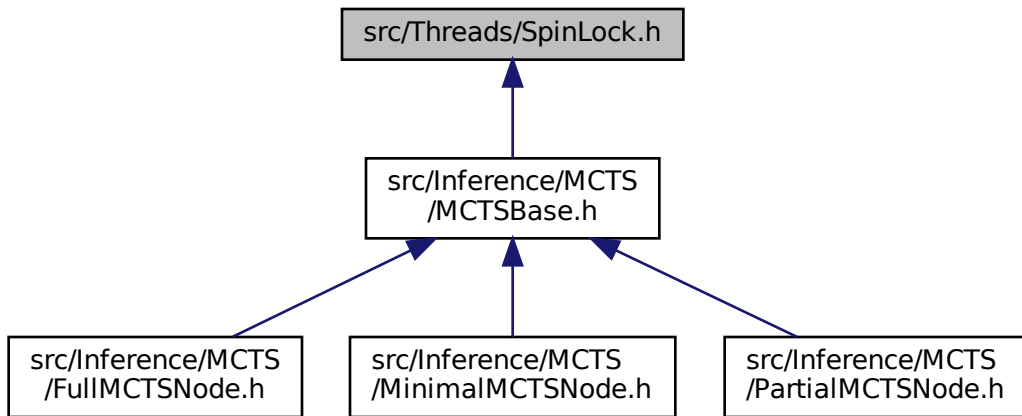 src/Threads/SpinLock.h
src/Inference/MCTS
/MCTSBase.h
src/Inference/MCTS
/FullMCTSNode.h
src/Inference/MCTS
/MinimalMCTSNode.h
src/Inference/MCTS
/PartialMCTSNode.h